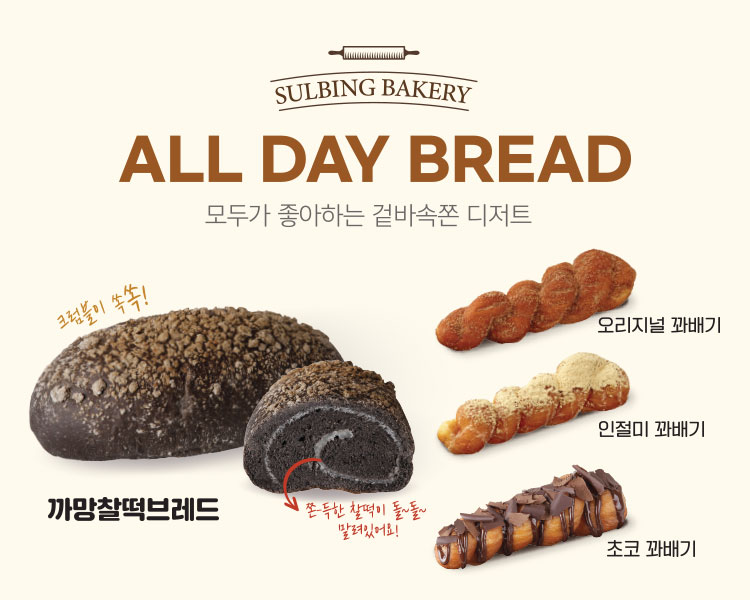 SULBING BAKERY
ALL DAY BREAD
모두가 좋아하는 겉바속쫀 디저트
크럼블이 쏙쏙!
까망찰떡브레드
쫀-득한 찰떡이 돌~돌~
말려있어요!
오리지널 꽈배기
인절미 꽈배기
초코 꽈배기